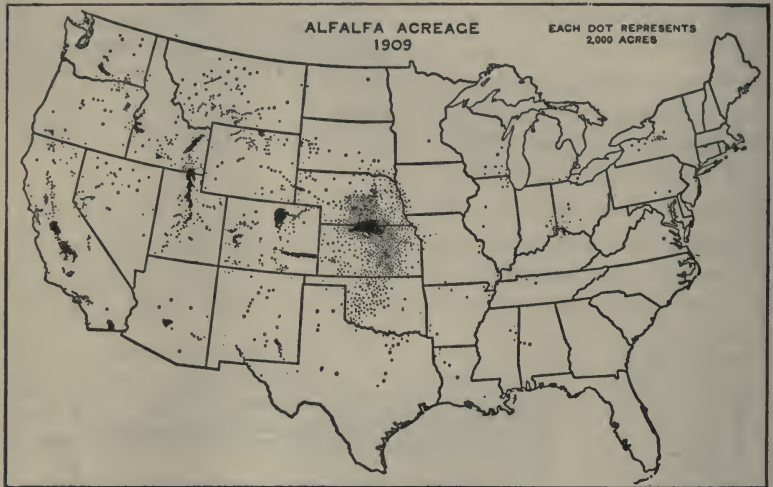 ALFALFA ACREAGE
1909
EACH DOT REPRESENTS
2,000 ACRES